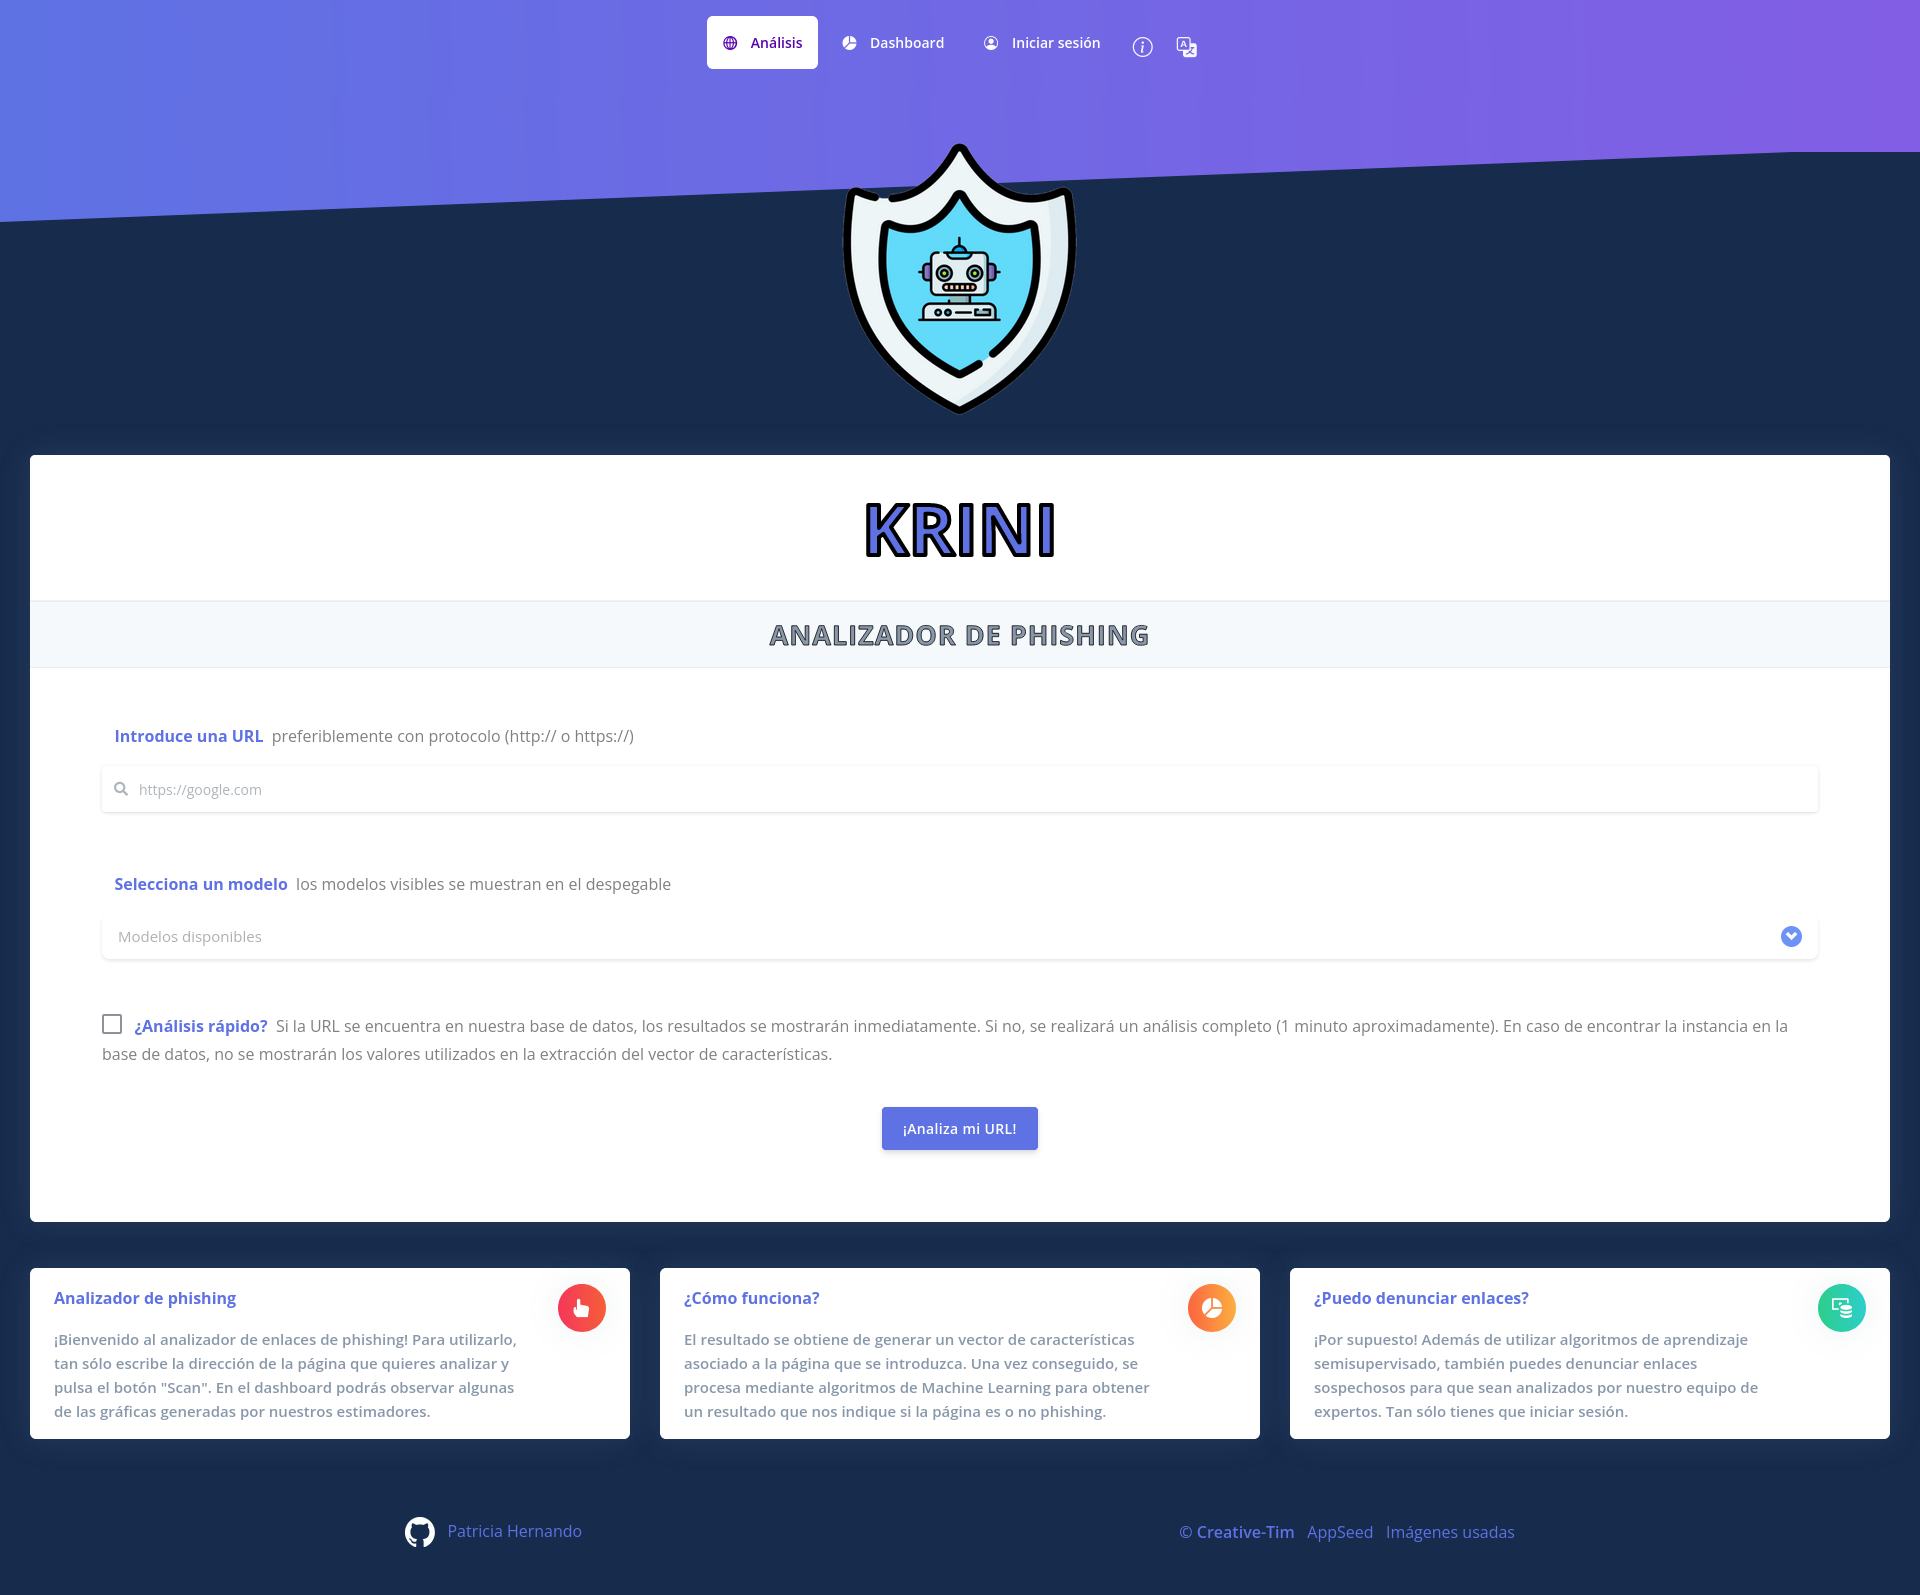 Análisis Dashboard Iniciar sesión
KRINI
ANALIZADOR DE PHISHING
Introduce una URL preferiblemente con protocolo (http:// o https://)
https://google.com
Selecciona un modelo los modelos visibles se muestran en el despegable
Modelos disponibles
¿Análisis rápido? Si la URL se encuentra en nuestra base de datos, los resultados se mostrarán inmediatamente. Si no, se realizará un análisis completo (1 minuto aproximadamente). En caso de encontrar la instancia en la
base de datos, no se mostrarán los valores utilizados en la extracción del vector de características.
¡Analiza mi URL!
Analizador de phishing
¡Bienvenido al analizador de enlaces de phishing! Para utilizarlo,
tan sólo escribe la dirección de la página que quieres analizar y
pulsa el botón "Scan". En el dashboard podrás observar algunas
de las gráficas generadas por nuestros estimadores.
¿Cómo funciona?
El resultado se obtiene de generar un vector de características
asociado a la página que se introduzca. Una vez conseguido, se
procesa mediante algoritmos de Machine Learning para obtener
un resultado que nos indique si la página es o no phishing.
¿Puedo denunciar enlaces?
¡Por supuesto! Además de utilizar algoritmos de aprendizaje
semisupervisado, también puedes denunciar enlaces
sospechosos para que sean analizados por nuestro equipo de
expertos. Tan sólo tienes que iniciar sesión.
Patricia Hernando
© Creative-Tim AppSeed Imágenes usadas